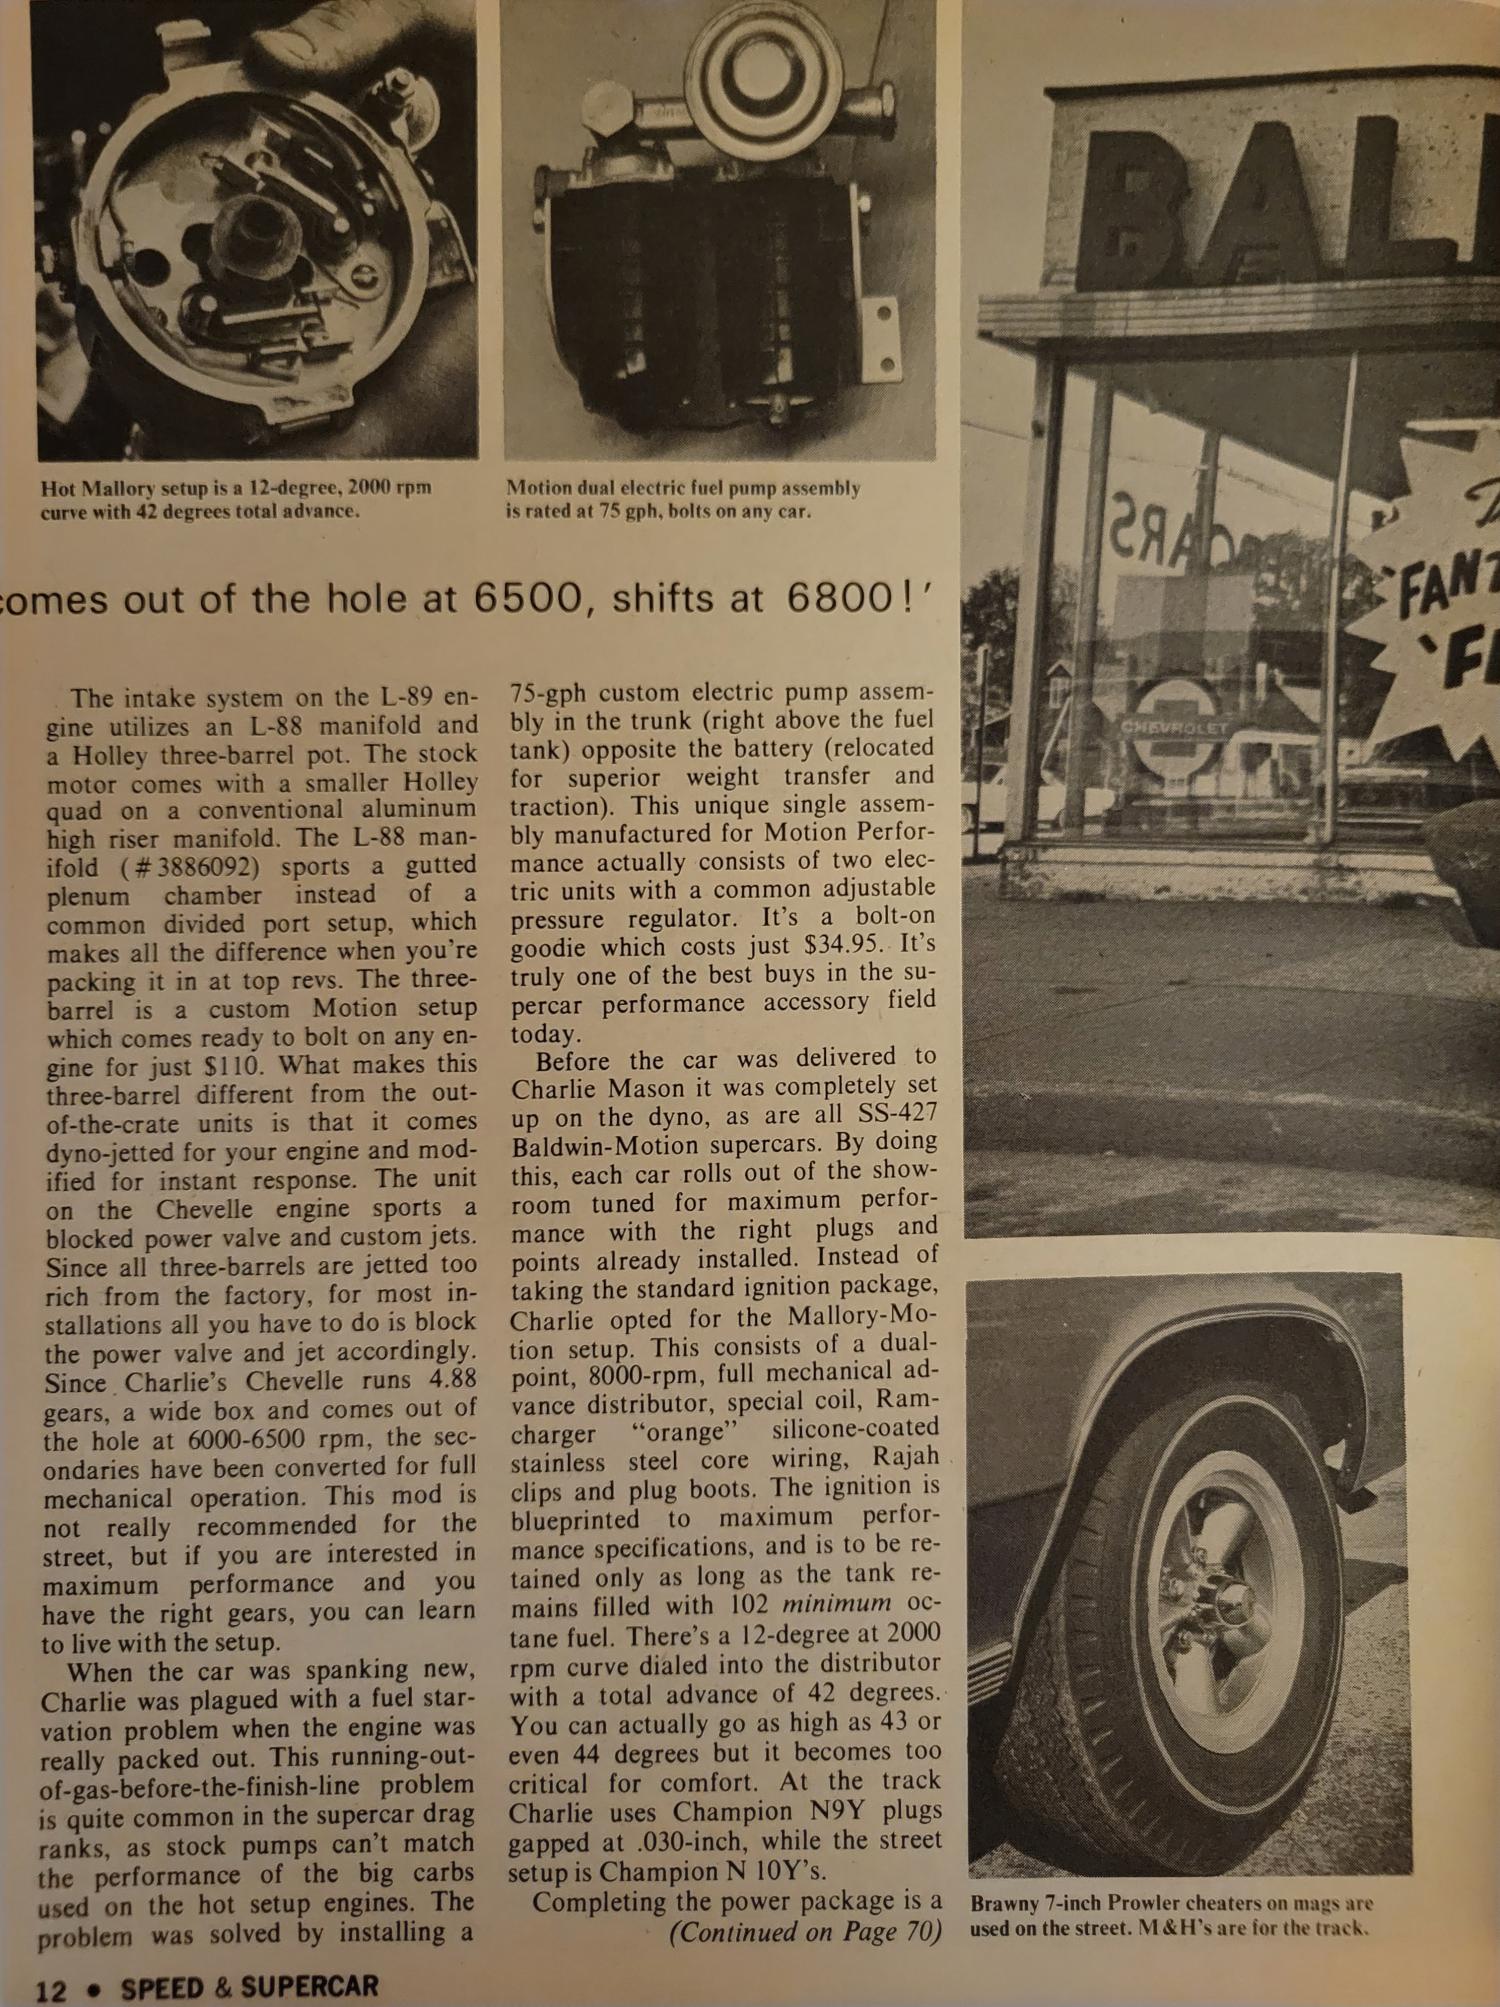 Hot Mallory setup is a 12-degree, 2000 rpm
curve with 42 degrees total advance.
Motion dual electric fuel pump assembly
is rated at 75 gph, bolts on any car.
comes out of the hole at 6500, shifts at 6800!'
The intake system on the L-89 en-
gine utilizes an L-88 manifold and
a Holley three-barrel pot. The stock
motor comes with a smaller Holley
quad on a conventional aluminum
high riser manifold. The L-88 man-
ifold (#3886092) sports a gutted
plenum chamber instead of a
common divided port setup, which
makes all the difference when you're
packing it in at top revs. The three-
barrel is a custom Motion setup
which comes ready to bolt on any en-
gine for just $110. What makes this
three-barrel different from the out-
of-the-crate units is that it comes
dyno-jetted for your engine and mod-
ified for instant response. The unit
on the Chevelle engine sports a
blocked power valve and custom jets.
Since all three-barrels are jetted too
rich from the factory, for most in-
stallations all you have to do is block
the power valve and jet accordingly.
Since Charlie's Chevelle runs 4.88
gears, a wide box and comes out of
the hole at 6000-6500 rpm, the sec-
ondaries have been converted for full
mechanical operation. This mod is
not really recommended for the
street, but if you are interested in
maximum performance and you
have the right gears, you can learn
to live with the setup.
When the car was spanking new,
Charlie was plagued with a fuel star-
vation problem when the engine was
really packed out. This running-out-
of-gas-before-the-finish-line problem
is quite common in the supercar drag
ranks, as stock pumps can't match
the performance of the big carbs
used on the hot setup engines. The
problem was solved by installing a
75-gph custom electric pump assem-
bly in the trunk (right above the fuel
tank) opposite the battery (relocated
for superior weight transfer and
traction). This unique single assem-
bly manufactured for Motion Perfor-
mance actually consists of two elec-
tric units with a common adjustable
pressure regulator. It's a bolt-on
goodie which costs just $34.95. It's
truly one of the best buys in the su-
percar performance accessory field
today.
Before the car was delivered to
Charlie Mason it was completely set
up on the dyno, as are all SS-427
Baldwin-Motion supercars. By doing
this, each car rolls out of the show-
room tuned for maximum perfor-
mance with the right plugs and
points already installed. Instead of
taking the standard ignition package,
Charlie opted for the Mallory-Mo-
tion setup. This consists of a dual-
point, 8000-rpm, full mechanical ad-
vance distributor, special coil, Ram-
charger "orange" silicone-coated
stainless steel core wiring, Rajah
clips and plug boots. The ignition is
blueprinted to maximum perfor-
mance specifications, and is to be re-
tained only as long as the tank re-
mains filled with 102 minimum oc-
tane fuel. There's a 12-degree at 2000
rpm curve dialed into the distributor
with a total advance of 42 degrees.
You can actually go as high as 43 or
even 44 degrees but it becomes too
critical for comfort. At the track
Charlie uses Champion N9Y plugs
gapped at .030-inch, while the street
setup is Champion N 10Y's.
Completing the power package is a
(Continued on Page 70)
BAL
CARS
CHEVROLET
'FANT
'F
Brawny 7-inch Prowler cheaters on mags are
used on the street. M&H's are for the track.
12 • SPEED & SUPERCAR